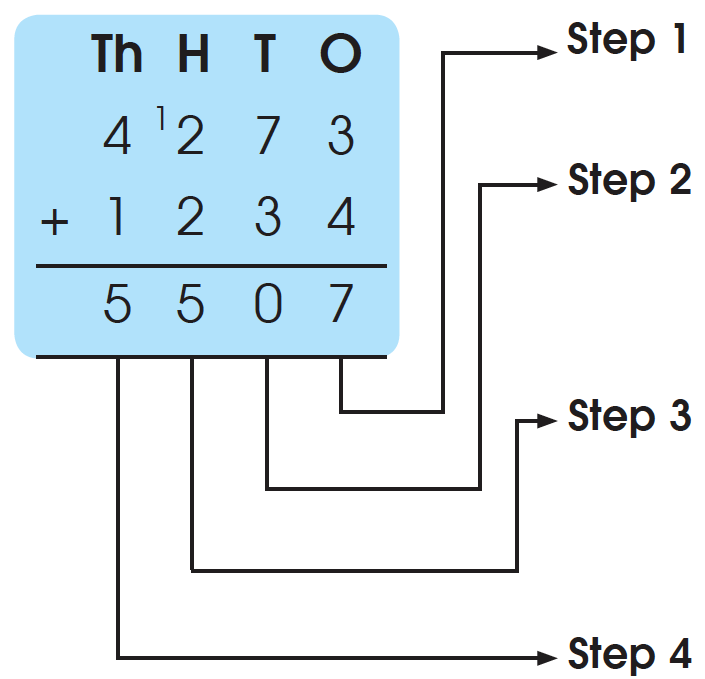 Th H T O
4 ¹2 7 3
+ 1 2 3 4
5 5 0 7
Step 1
Step 2
Step 3
Step 4